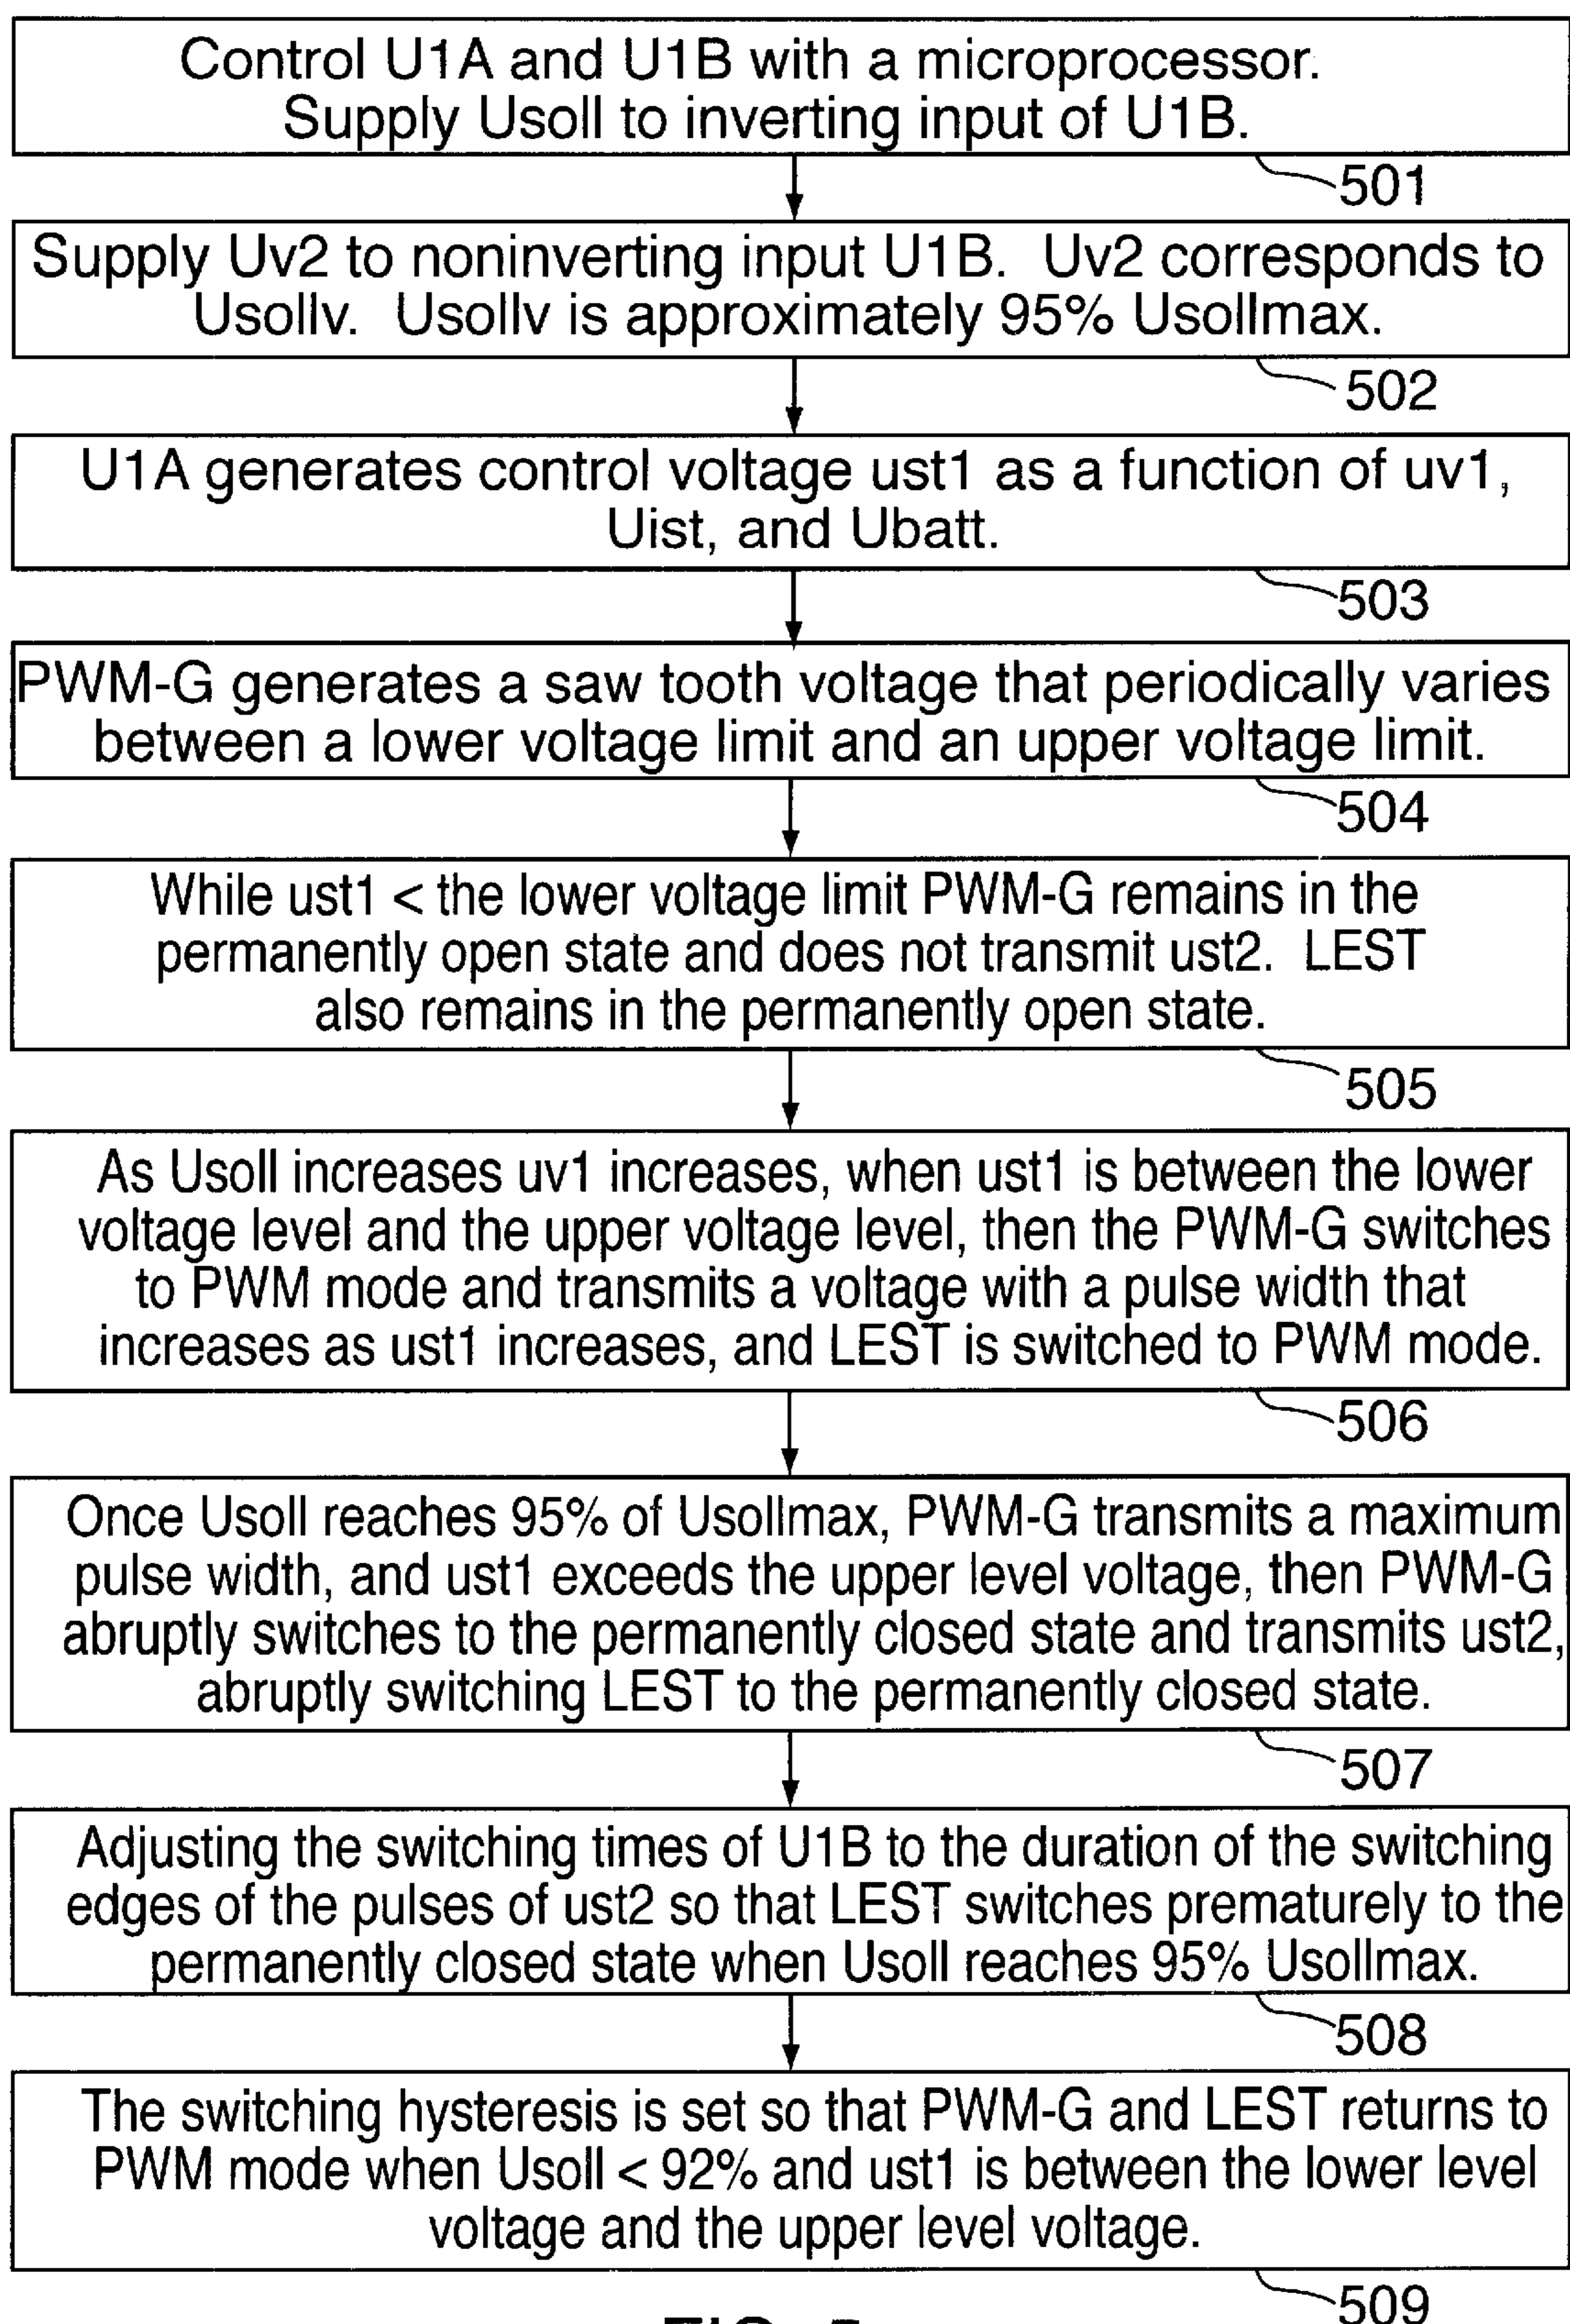 Control U1A and U1B with a microprocessor.
Supply Usoll to inverting input of U1B.
501
Supply Uv2 to noninverting input U1B. Uv2 corresponds to
Usollv. Usollv is approximately 95% Usollmax.
502
U1A generates control voltage ust1 as a function of uv1,
Uist, and Ubatt.
503
PWM-G generates a saw tooth voltage that periodically varies
between a lower voltage limit and an upper voltage limit.
504
While ust1 < the lower voltage limit PWM-G remains in the
permanently open state and does not transmit ust2. LEST
also remains in the permanently open state.
505
As Usoll increases uv1 increases, when ust1 is between the lower
voltage level and the upper voltage level, then the PWM-G switches
to PWM mode and transmits a voltage with a pulse width that
increases as ust1 increases, and LEST is switched to PWM mode.
506
Once Usoll reaches 95% of Usollmax, PWM-G transmits a maximum
pulse width, and ust1 exceeds the upper level voltage, then PWM-G
abruptly switches to the permanently closed state and transmits ust2,
abruptly switching LEST to the permanently closed state.
507
Adjusting the switching times of U1B to the duration of the switching
edges of the pulses of ust2 so that LEST switches prematurely to the
permanently closed state when Usoll reaches 95% Usollmax.
508
The switching hysteresis is set so that PWM-G and LEST returns to
PWM mode when Usoll < 92% and ust1 is between the lower level
voltage and the upper level voltage.
509